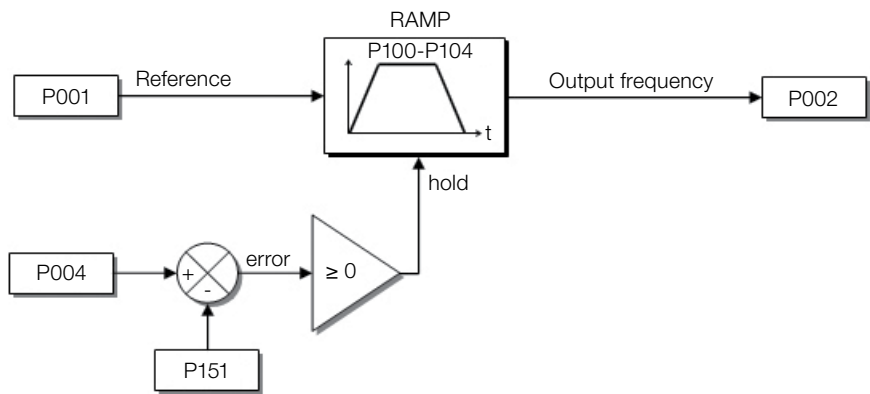 RAMP
P100-P104
Reference
Output frequency
P001
P002
t
hold
P004
+
error
≥ 0
-
P151